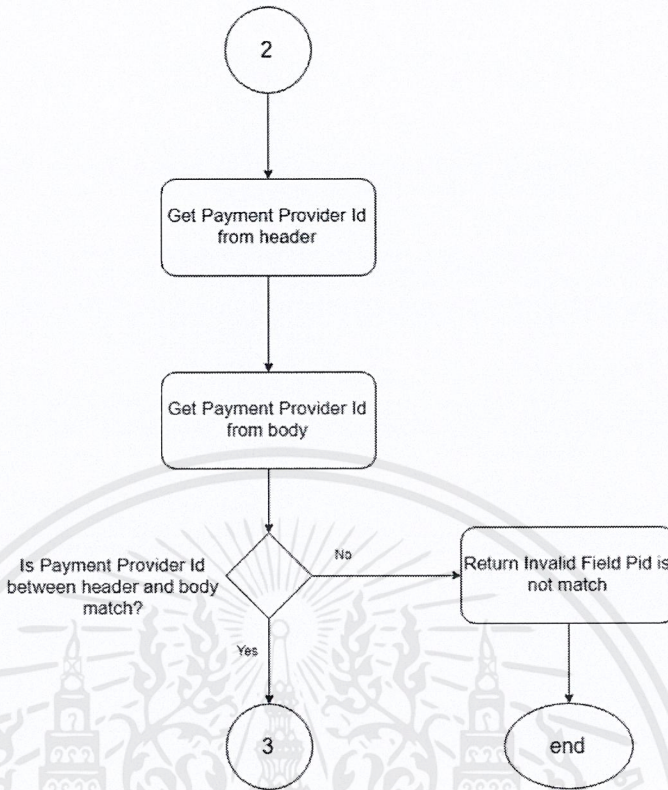 2
Get Payment Provider Id
from header
Get Payment Provider Id
from body
Is Payment Provider Id
between header and body
match?
No
Return Invalid Field Pid is
not match
Yes
3
end